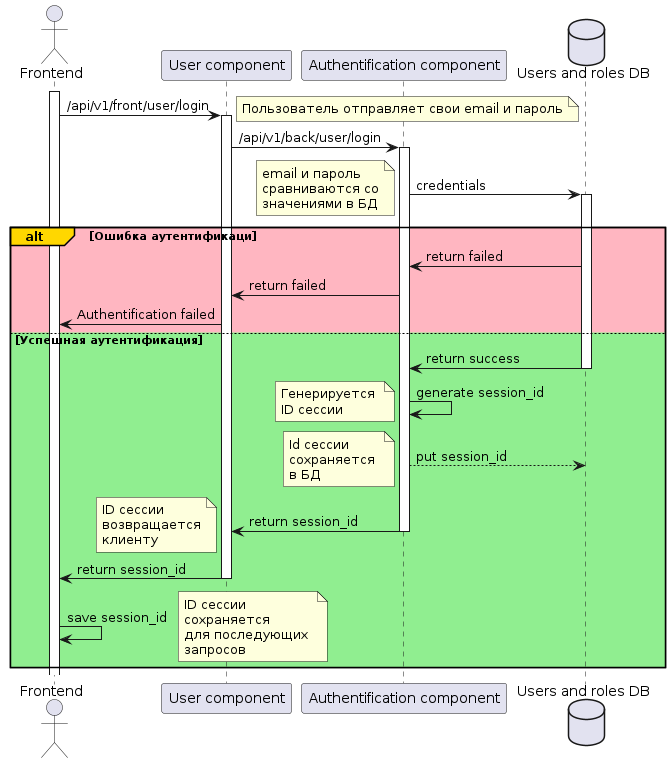 Frontend
User component
Authentification component
Users and roles DB
/api/v1/front/user/login
Пользователь отправляет свои email и пароль
/api/v1/back/user/login
email и пароль
сравниваются со
значениями в БД
credentials
alt
[Ошибка аутентификаци]
return failed
return failed
Authentification failed
[Успешная аутентификация]
return success
Генерируется
ID сессии
generate session_id
Id сессии
сохраняется
в БД
put session_id
ID сессии
возвращается
клиенту
return session_id
return session_id
save session_id
ID сессии
сохраняется
для последующих
запросов
Frontend
User component
Authentification component
Users and roles DB